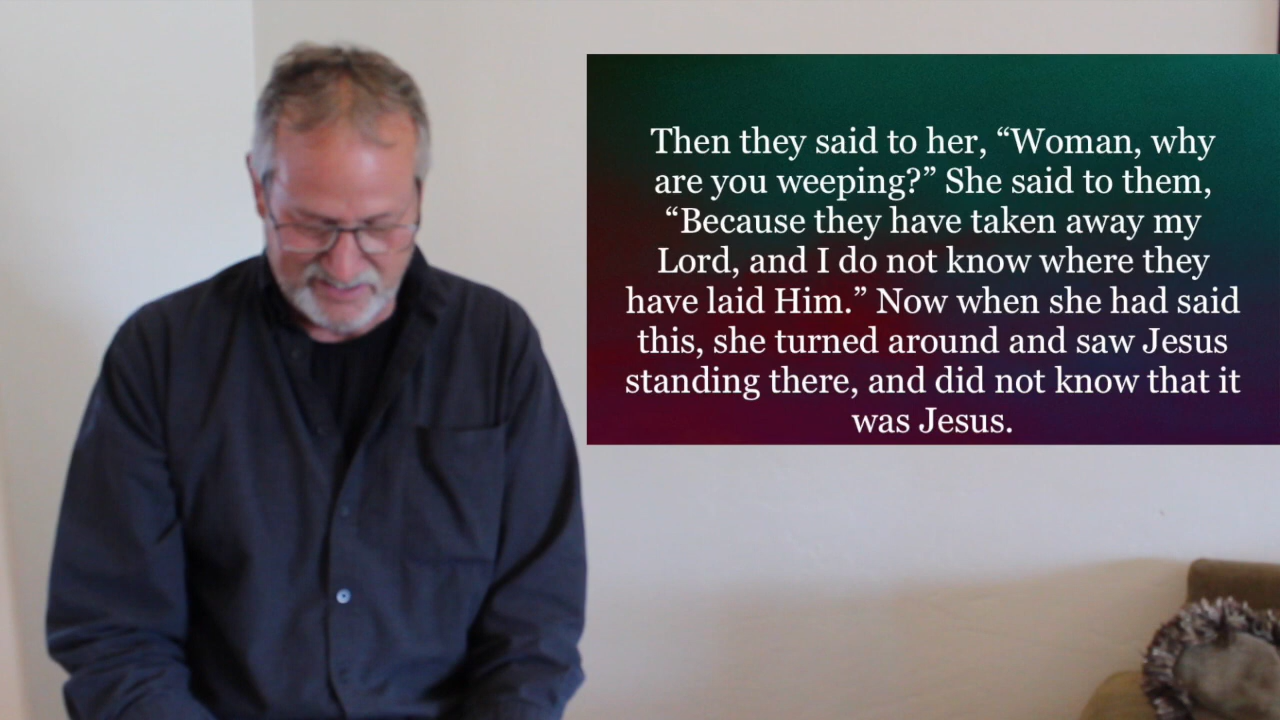 Then they said to her, “Woman, why
are you weeping?” She said to them,
“Because they have taken away my
Lord, and I do not know where they
have laid Him.” Now when she had said
this, she turned around and saw Jesus
standing there, and did not know that it
was Jesus.